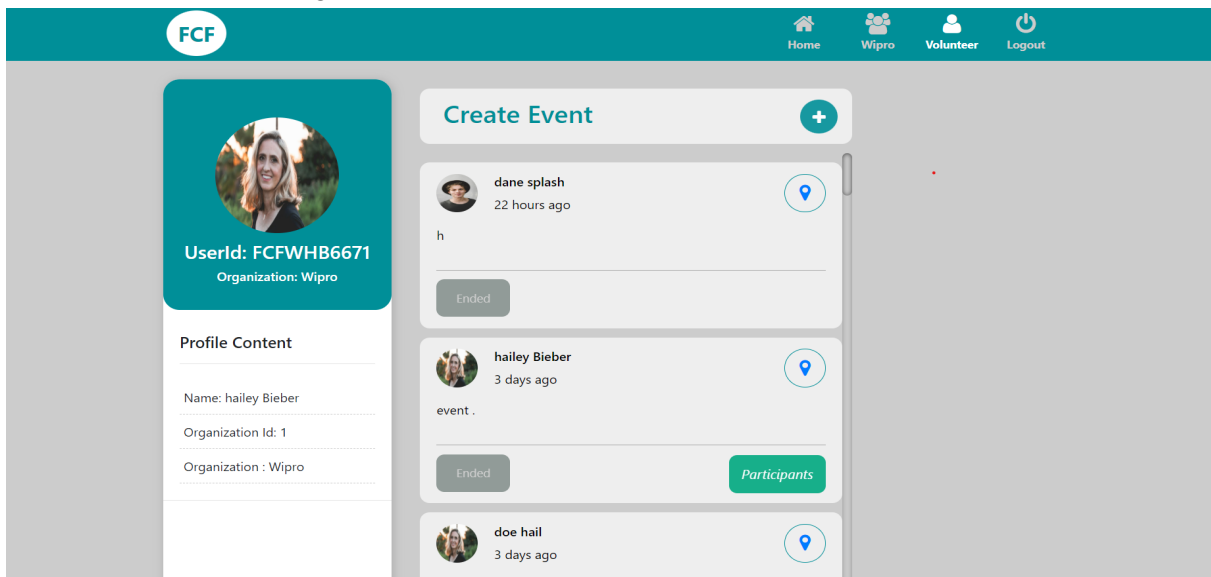 FCF
Home
Wipro
Volunteer
Logout
UserId: FCFWHB6671
Organization: Wipro
Profile Content
Name: hailey Bieber
Organization Id: 1
Organization : Wipro
Create Event
dane splash
22 hours ago
h
Ended
hailey Bieber
3 days ago
event .
Ended
Participants
doe hail
3 days ago